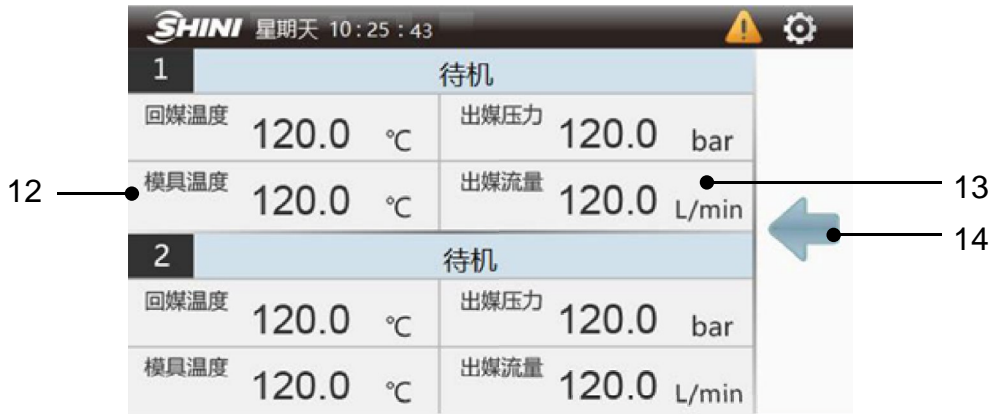 SHINI 星期天 10:25:43
1 待机
回媒温度 120.0 ℃ 出媒压力 120.0 bar
12 模具温度 120.0 ℃ 出媒流量 120.0 L/min 13
14
2 待机
回媒温度 120.0 ℃ 出媒压力 120.0 bar
模具温度 120.0 ℃ 出媒流量 120.0 L/min